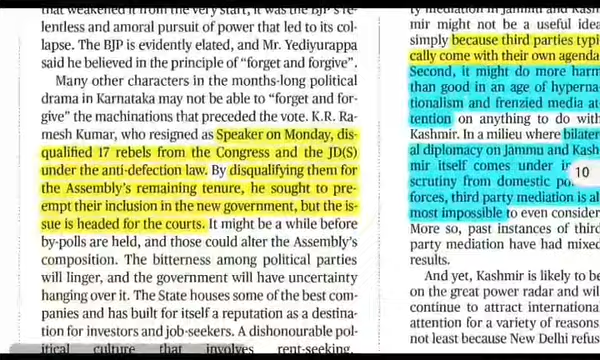 that weakened it from the very start, it was the BJP's re-
lentless and amoral pursuit of power that led to its col-
lapse. The BJP is evidently elated, and Mr. Yediyurappa
said he believed in the principle of "forget and forgive".
Many other characters in the months-long political
drama in Karnataka may not be able to "forget and for-
give" the machinations that preceded the vote. K.R. Ra-
mesh Kumar, who resigned as Speaker on Monday, dis-
qualified 17 rebels from the Congress and the JD(S)
under the anti-defection law. By disqualifying them for
the Assembly's remaining tenure, he sought to pre-
empt their inclusion in the new government, but the is-
sue is headed for the courts. It might be a while before
by-polls are held, and those could alter the Assembly's
composition. The bitterness among political parties
will linger, and the government will have uncertainty
hanging over it. The State houses some of the best com-
panies and has built for itself a reputation as a destina-
tion for investors and job-seekers. A dishonourable pol-
itical culture that involves rent-seeking,
ty mediation in Jammu and Kash
mir might not be a useful idea
simply because third parties typi
cally come with their own agenda
Second, it might do more harm
than good in an age of hyperna
tionalism and frenzied media at
tention on anything to do with
Kashmir. In a milieu where bilater
al diplomacy on Jammu and Kash
mir itself comes under
scrutiny from domestic
forces, third party mediation is al
most impossible to even consider
More so, past instances of third
party mediation have had mixed
results.
And yet, Kashmir is likely to be
on the great power radar and wil
continue to attract international
attention for a variety of reasons
not least because New Delhi refus
10